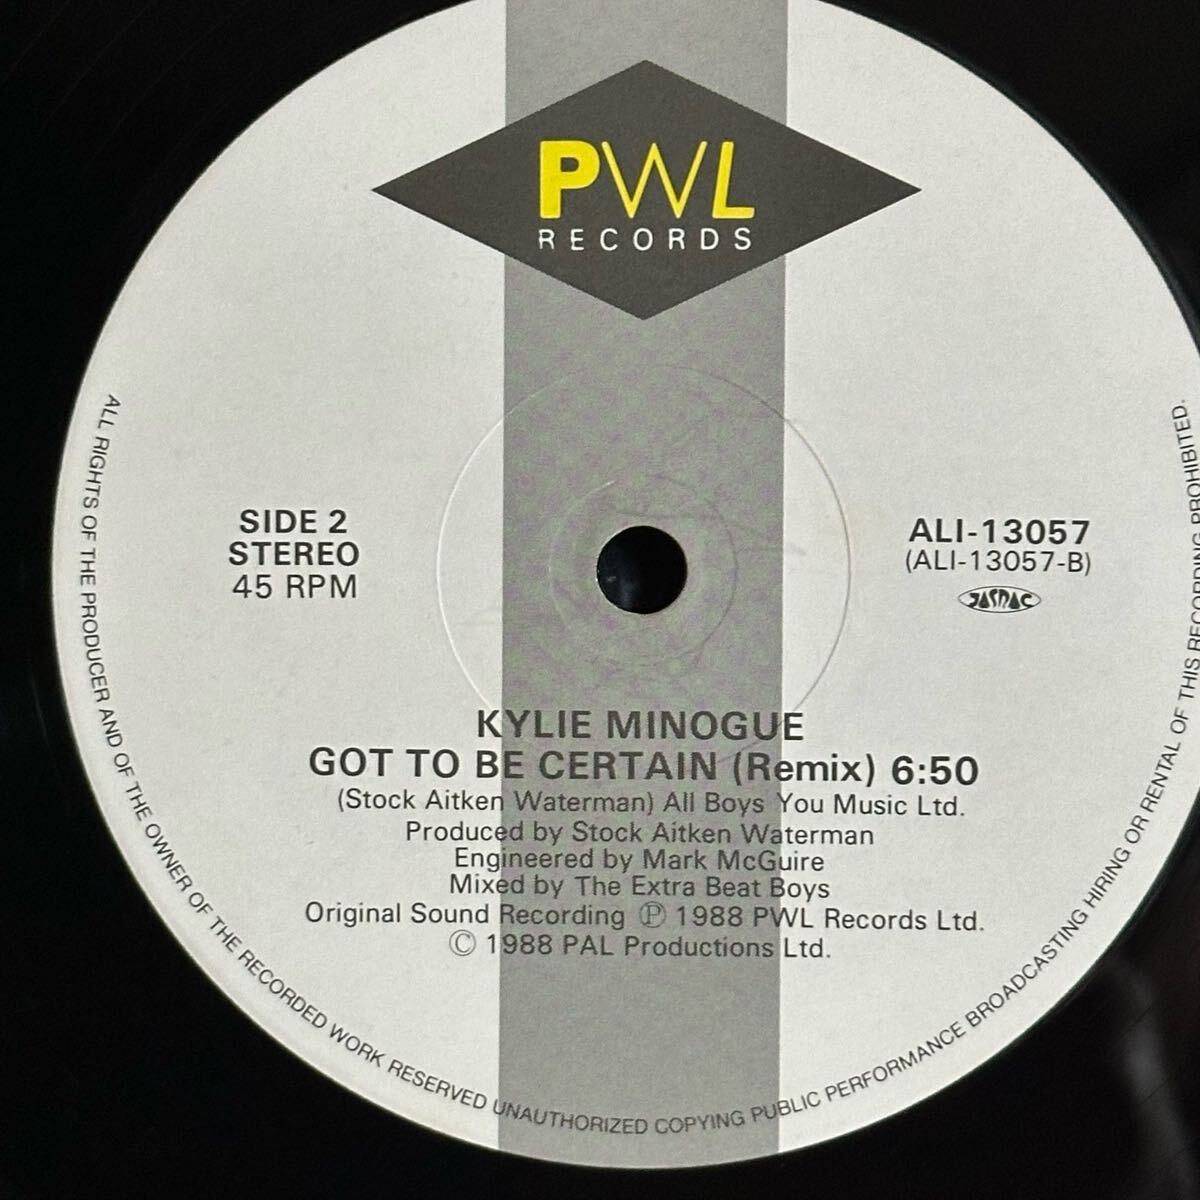 PWL
RECORDS
SIDE 2
STEREO
45 RPM
ALI-13057
(ALI-13057-B)
JASRAC
KYLIE MINOGUE
GOT TO BE CERTAIN (Remix) 6:50
(Stock Aitken Waterman) All Boys You Music Ltd.
Produced by Stock Aitken Waterman
Engineered by Mark McGuire
Mixed by The Extra Beat Boys
Original Sound Recording Ⓟ 1988 PWL Records Ltd.
© 1988 PAL Productions Ltd.
ALL RIGHTS OF THE PRODUCER AND OF THE OWNER OF THE RECORDED WORK RESERVED UNAUTHORIZED COPYING PUBLIC PERFORMANCE BROADCASTING HIRING OR RENTAL OF THIS RECORDING PROHIBITED.